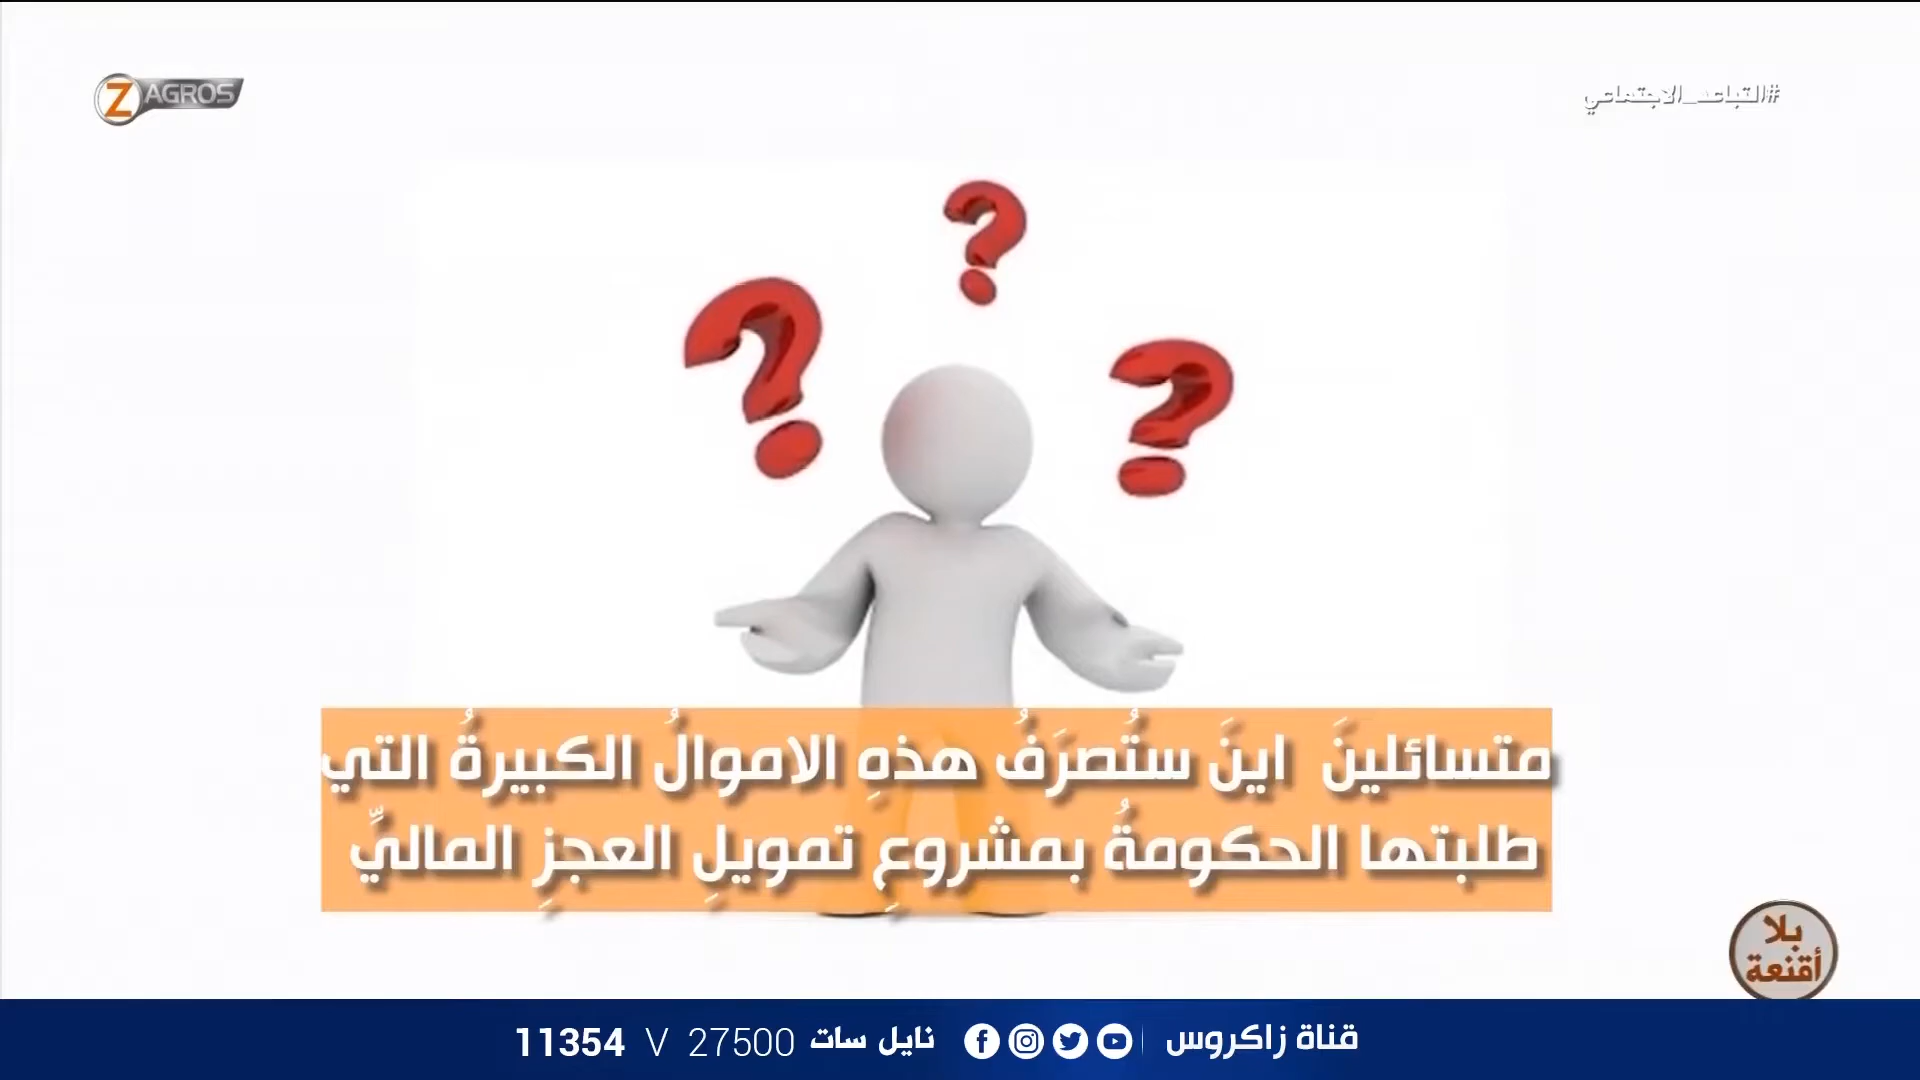 ZAGROS
#التباعد_الاجتماعي
متسائلينَ اينَ ستُصرَفُ هذهِ الاموالُ الكبيرةُ التي
طلبتها الحكومةُ بمشروعِ تمويلِ العجزِ الماليِّ
بلا
أقنعة
قناة زاكروس
نايل سات 27500 V 11354